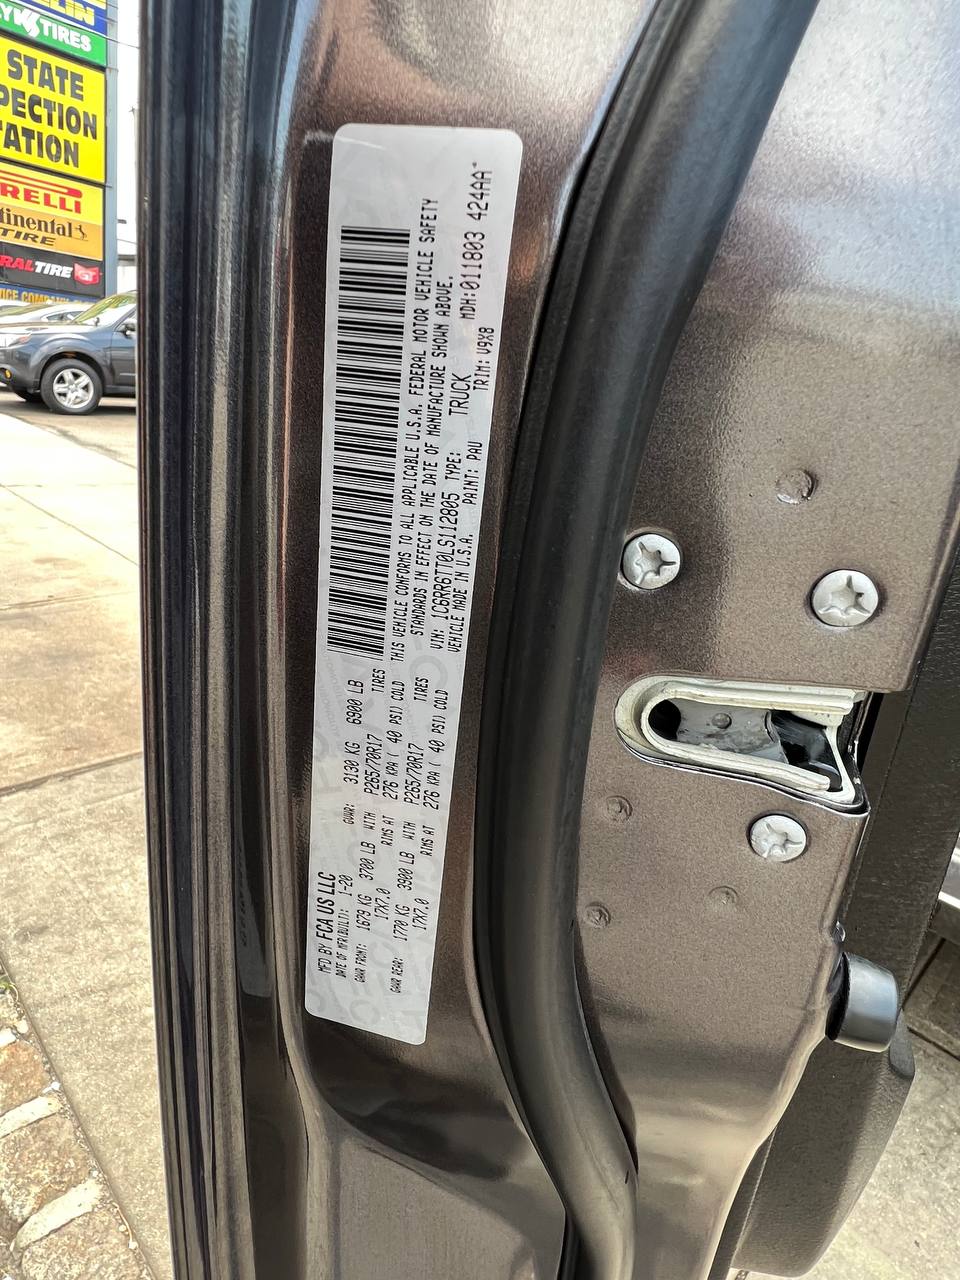 STATE
PECTION
TATION
RELLI
TIRES
TIRE
MFD BY FCA US LLC
DATE OF MFR(BUILT): 1-20 GVWR: 3130 KG 6900 LB
GAWR FRONT: 1679 KG 3700 LB WITH P265/70R17 TIRES
17X7.0 RIMS AT 276 KPA ( 40 PSI) COLD
GAWR REAR: 1770 KG 3900 LB WITH P265/70R17 TIRES
17X7.0 RIMS AT 276 KPA ( 40 PSI) COLD
THIS VEHICLE CONFORMS TO ALL APPLICABLE U.S.A. FEDERAL MOTOR VEHICLE SAFETY
STANDARDS IN EFFECT ON THE DATE OF MANUFACTURE SHOWN ABOVE.
VIN: 1C6RR6TT0LS112805 TYPE: TRUCK MDH:011803 424AA*
VEHICLE MADE IN U.S.A. PAINT: PAU TRIM: V9X8